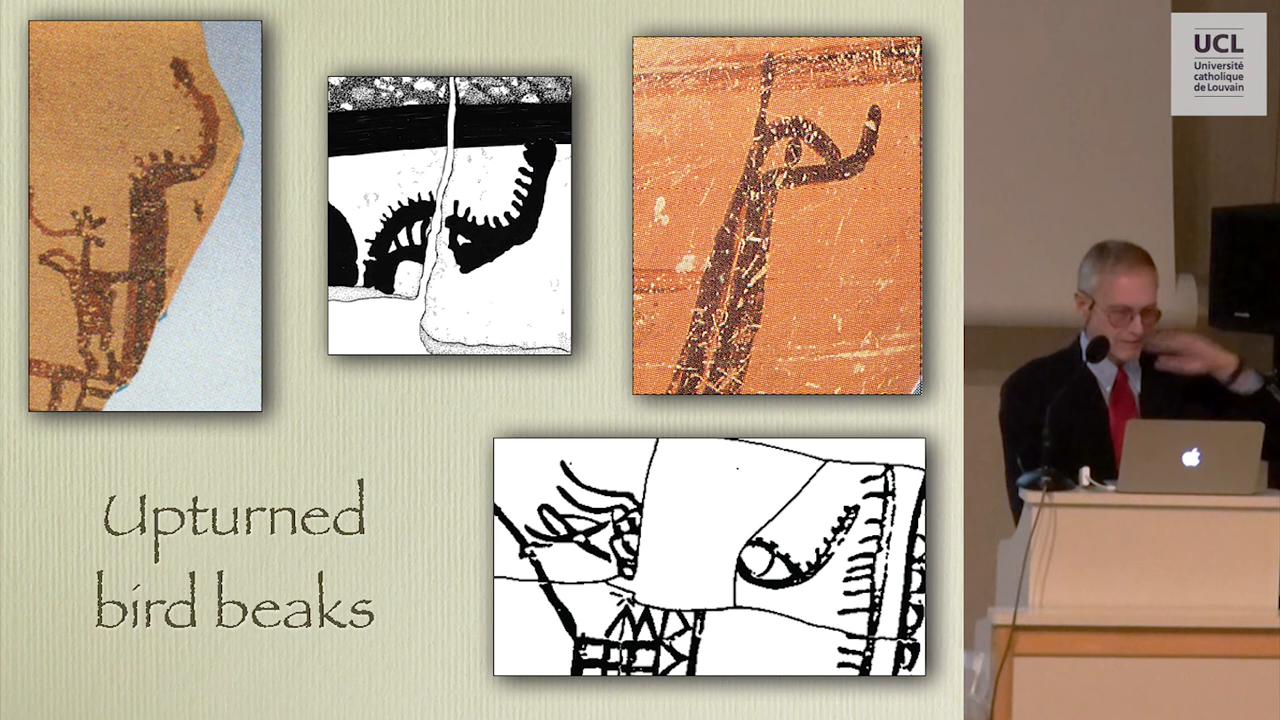 Upturned
bird beaks
UCL
Université
catholique
de Louvain